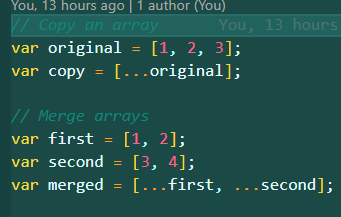 You, 13 hours ago | 1 author (You)
// Copy an array You, 13 hours
var original = [1, 2, 3];
var copy = [...original];
// Merge arrays
var first = [1, 2];
var second = [3, 4];
var merged = [...first, ...second];